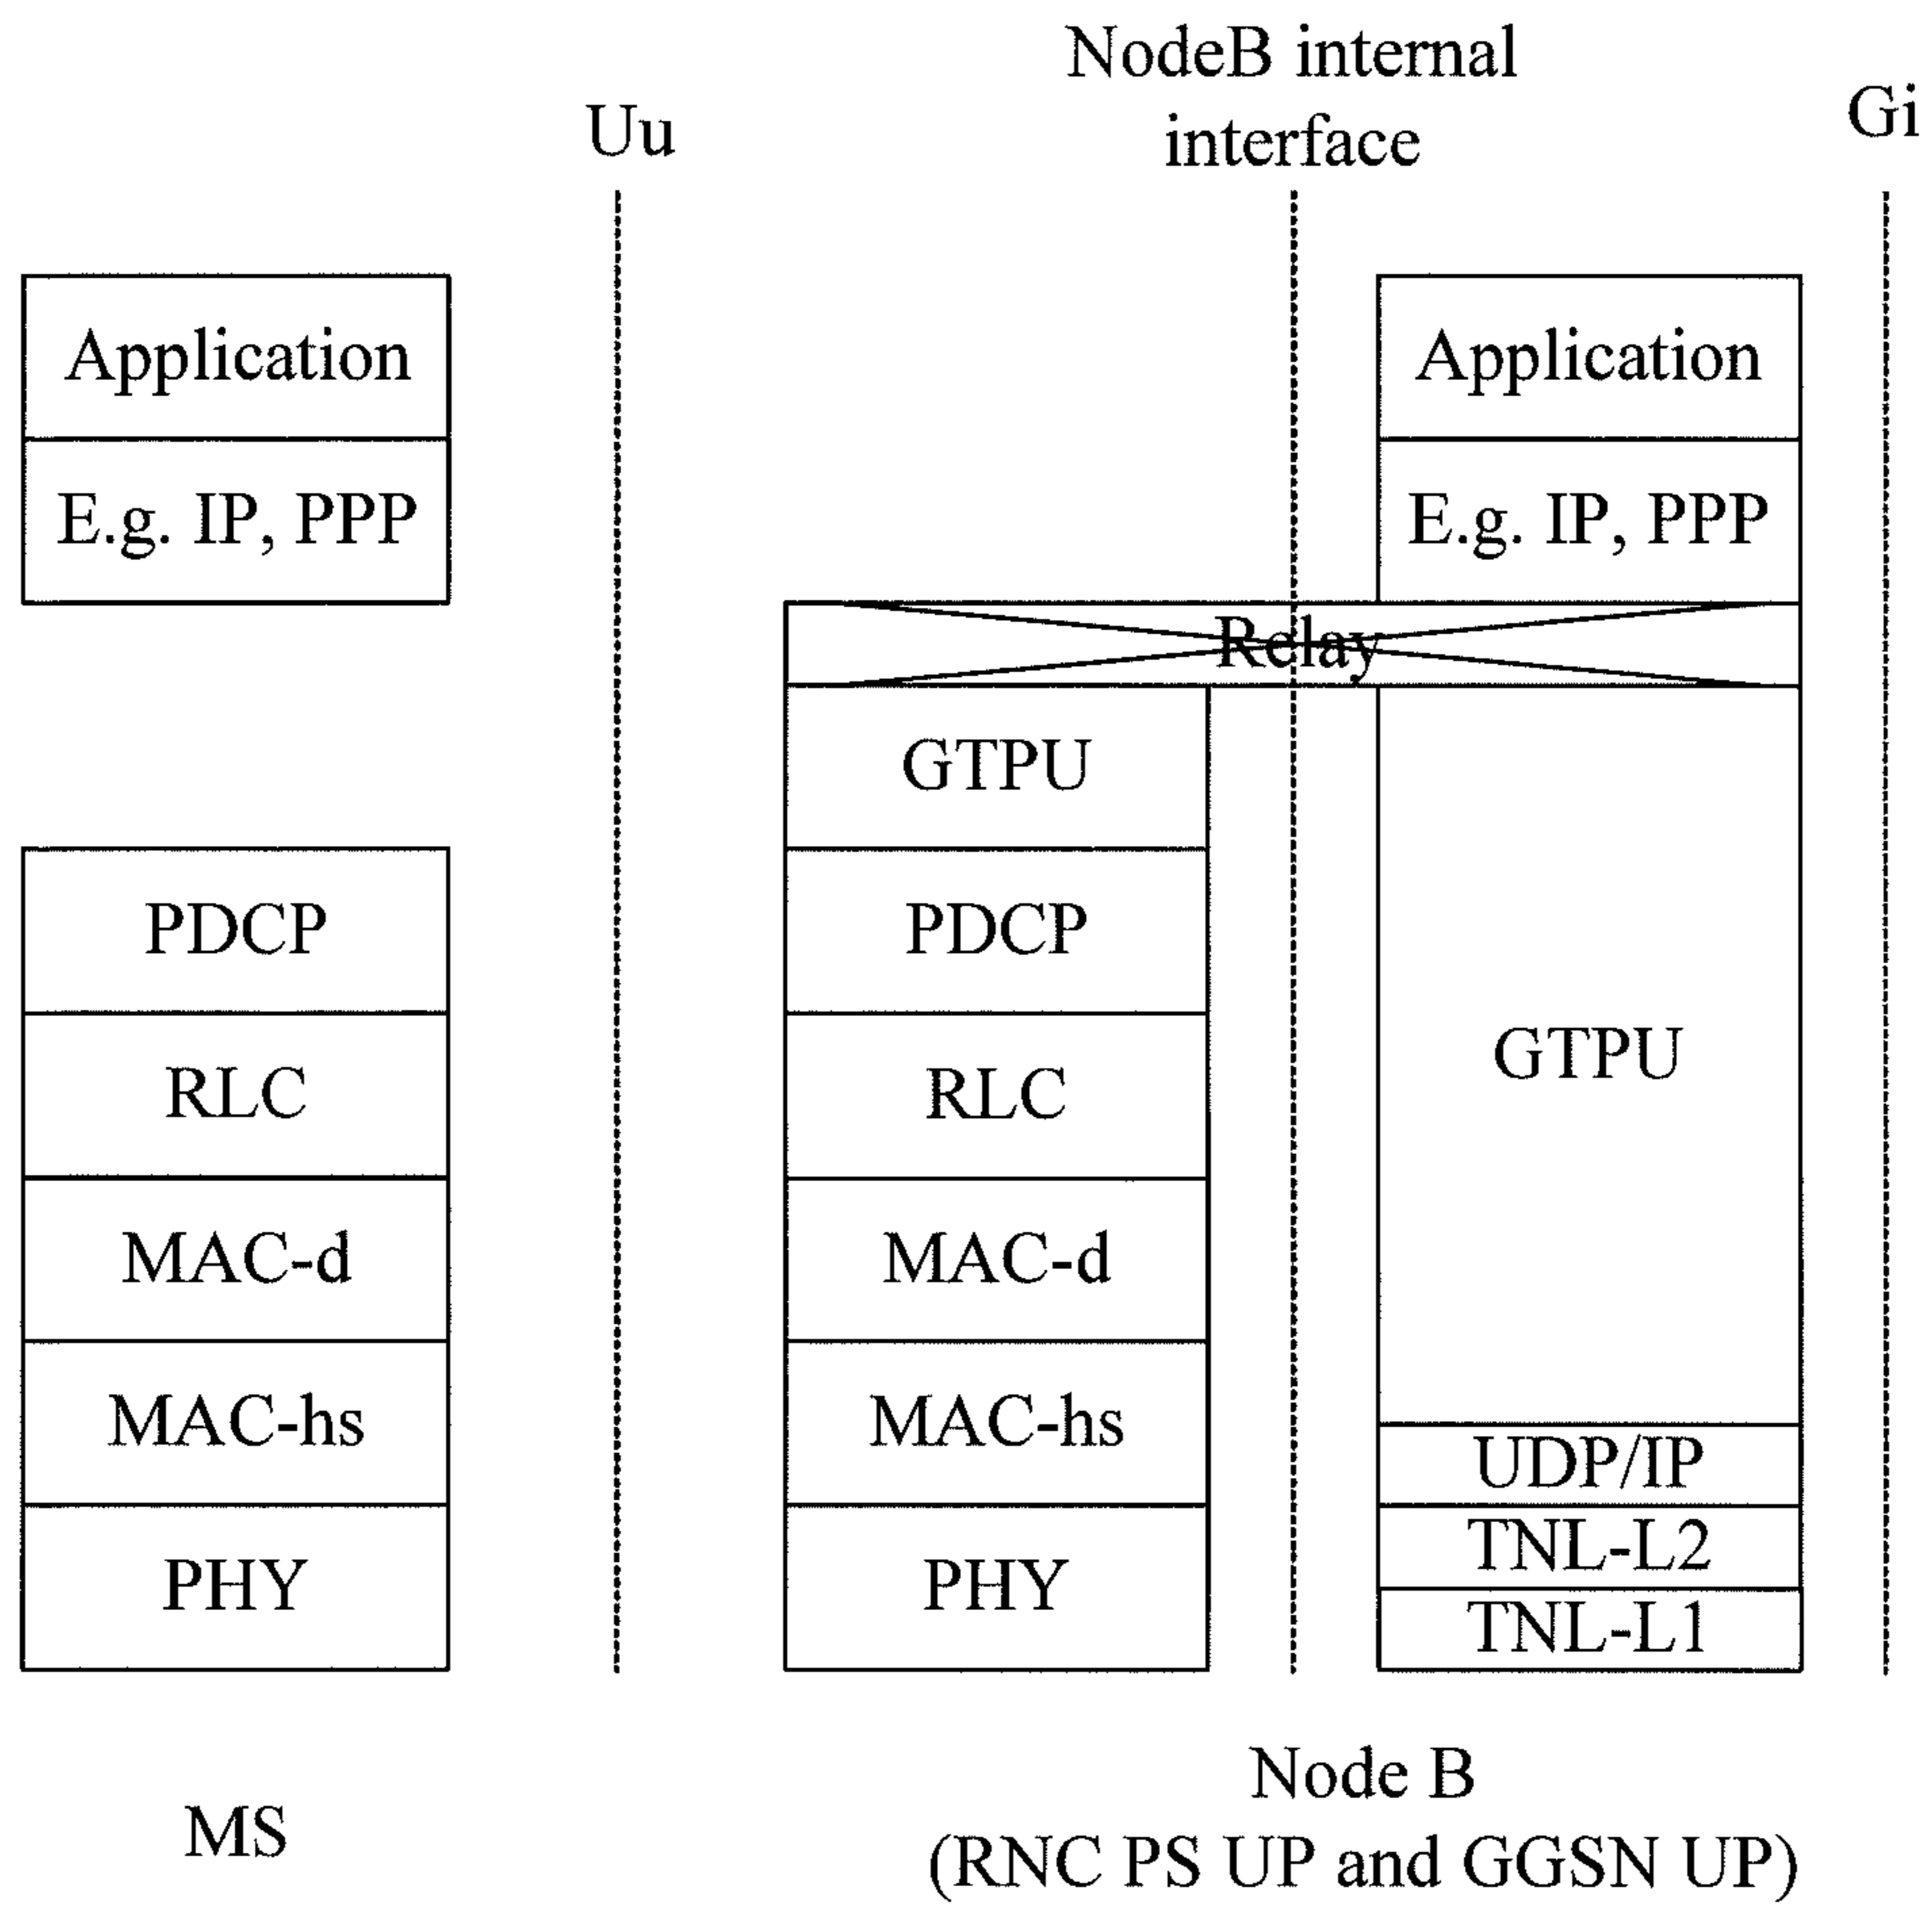 NodeB internal
interface
Uu
Gi
Application
E.g. IP, PPP
PDCP
RLC
MAC-d
MAC-hs
PHY
MS
Relay
GTPU
PDCP
RLC
MAC-d
MAC-hs
PHY
Application
E.g. IP, PPP
GTPU
UDP/IP
TNL-L2
TNL-L1
Node B
(RNC PS UP and GGSN UP)